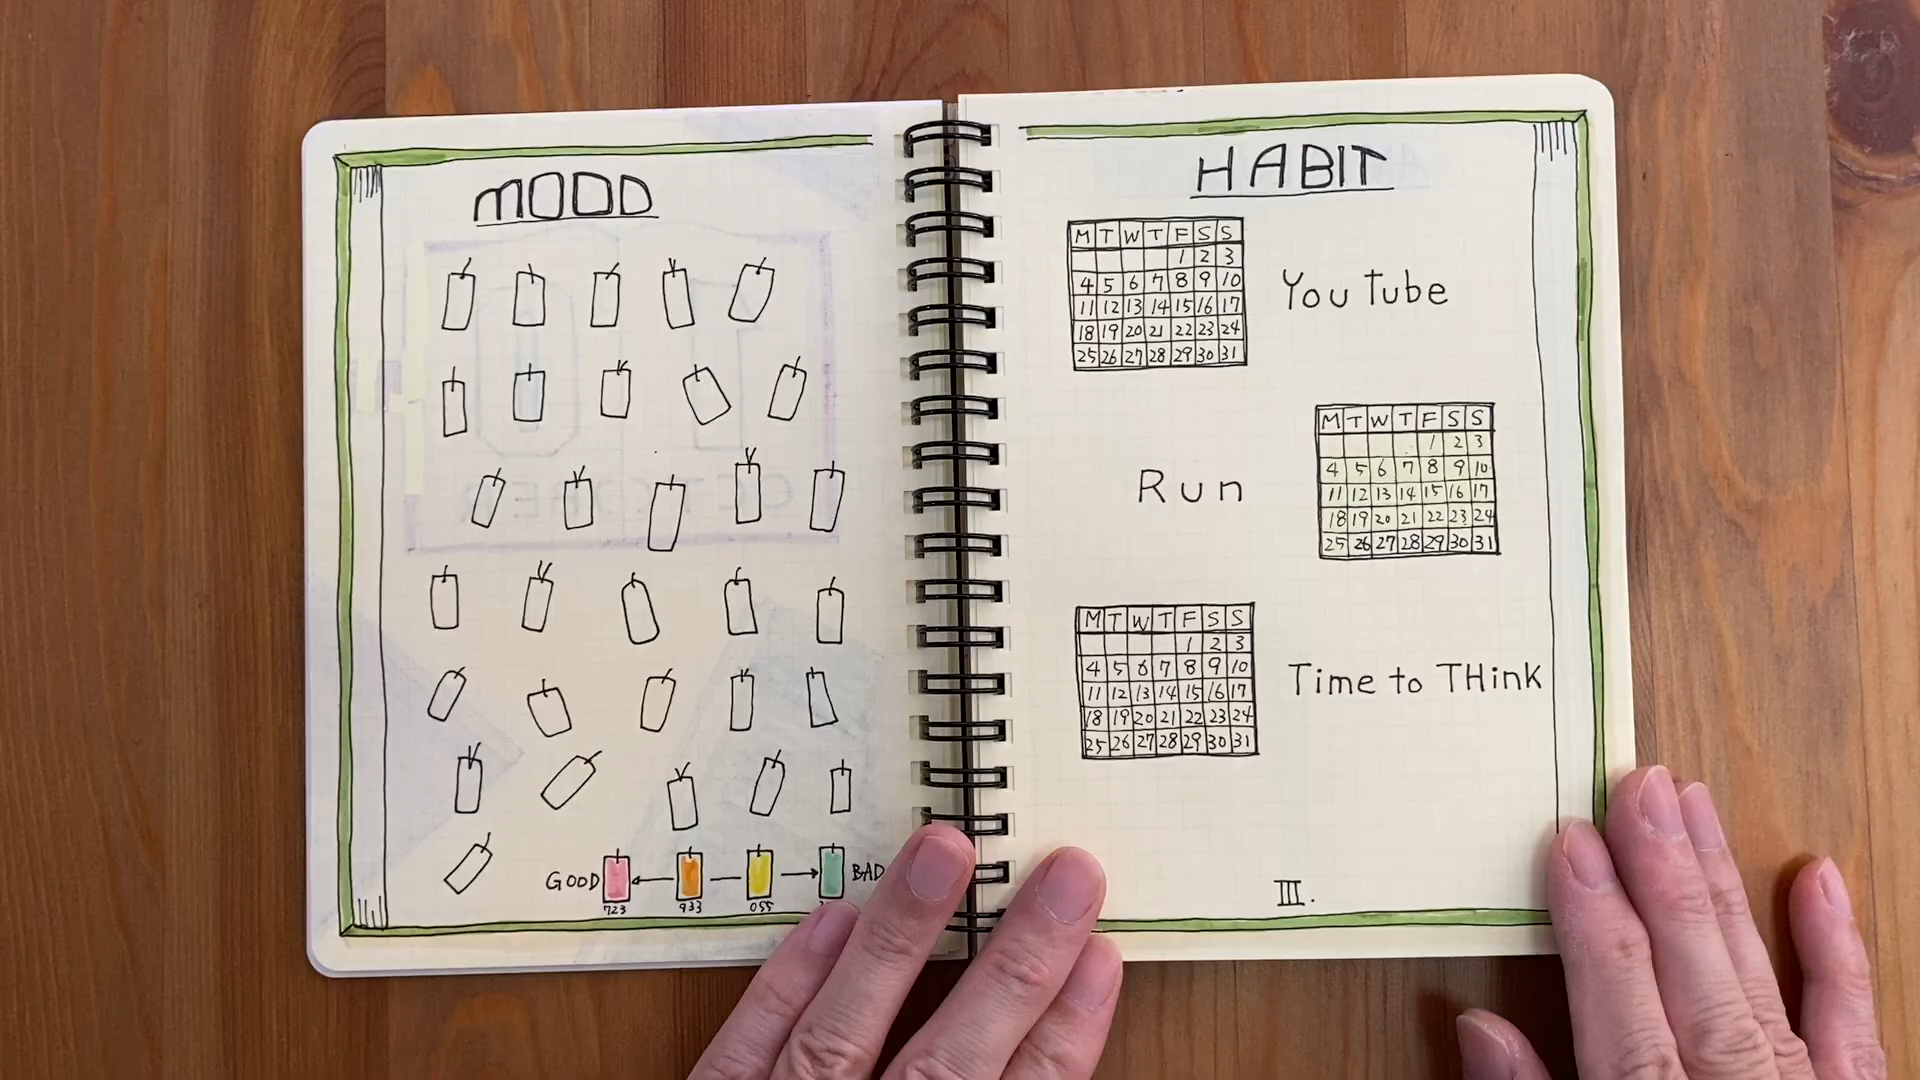 MOOD
GOOD
BAD
723
933
055
HABIT
M T W T F S S
1 2 3
4 5 6 7 8 9 10
11 12 13 14 15 16 17
18 19 20 21 22 23 24
25 26 27 28 29 30 31
YouTube
Run
M T W T F S S
1 2 3
4 5 6 7 8 9 10
11 12 13 14 15 16 17
18 19 20 21 22 23 24
25 26 27 28 29 30 31
M T W T F S S
1 2 3
4 5 6 7 8 9 10
11 12 13 14 15 16 17
18 19 20 21 22 23 24
25 26 27 28 29 30 31
Time to THinK
III.